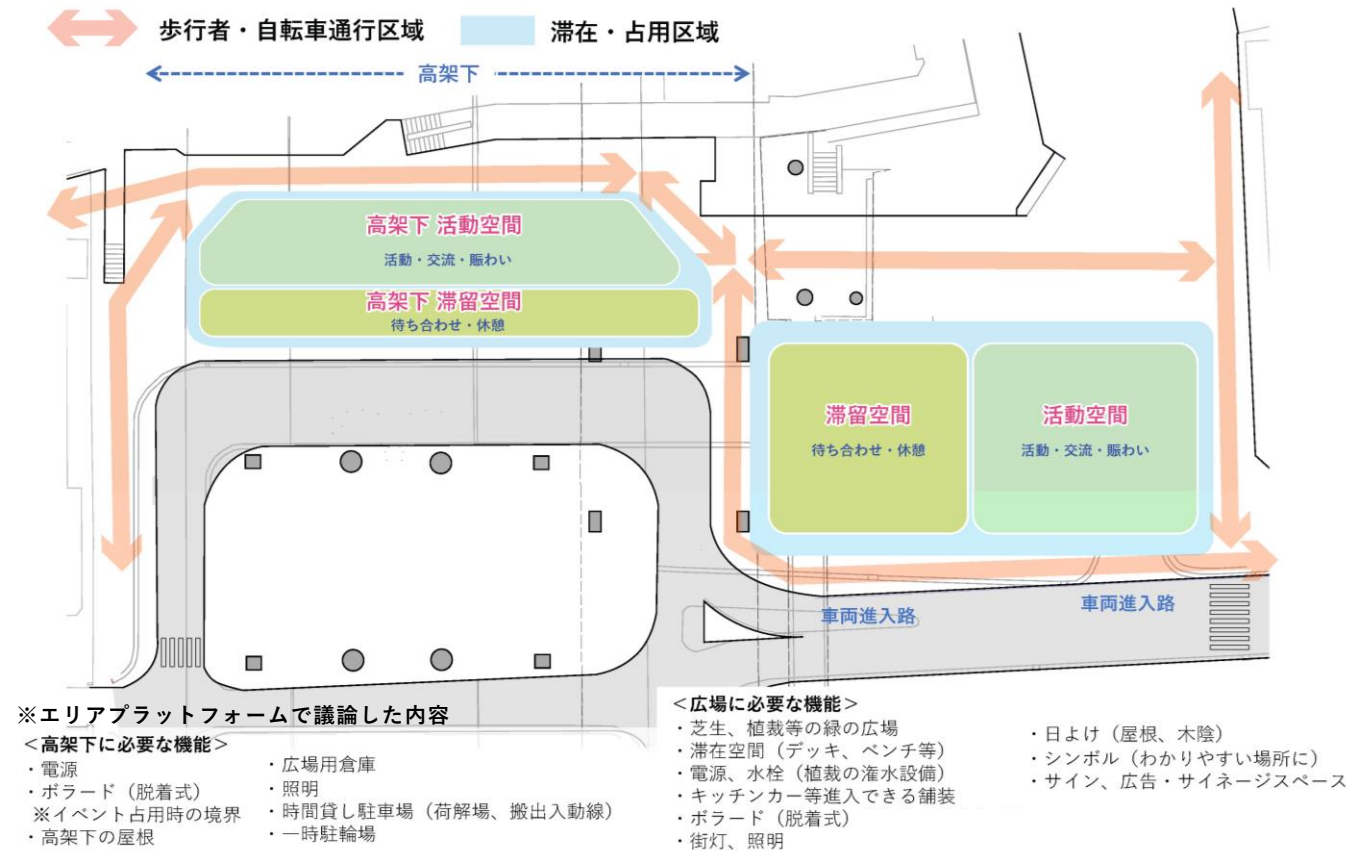 歩行者・自転車通行区域
滞在・占用区域
高架下
高架下 活動空間
活動・交流・賑わい
高架下 滞留空間
待ち合わせ・休憩
滞留空間
待ち合わせ・休憩
活動空間
活動・交流・賑わい
車両進入路
車両進入路
※エリアプラットフォームで議論した内容
＜高架下に必要な機能＞
・電源
・ボラード（脱着式）
※イベント占用時の境界
・高架下の屋根
・広場用倉庫
・照明
・時間貸し駐車場（荷解場、搬出入動線）
・一時駐輪場
＜広場に必要な機能＞
・芝生、植栽等の緑の広場
・滞在空間（デッキ、ベンチ等）
・電源、水栓（植栽の潅水設備）
・キッチンカー等進入できる舗装
・ボラード（脱着式）
・街灯、照明
・日よけ（屋根、木陰）
・シンボル（わかりやすい場所に）
・サイン、広告・サイネージスペース